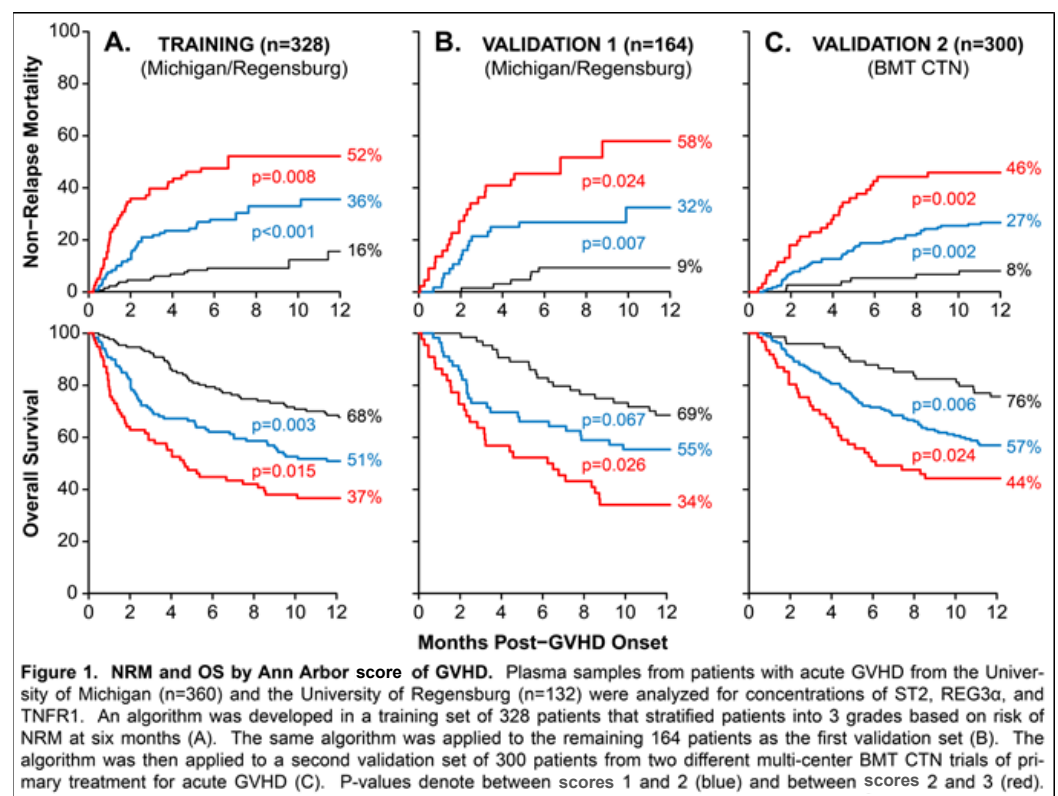 A. TRAINING (n=328)
(Michigan/Regensburg)
B. VALIDATION 1 (n=164)
(Michigan/Regensburg)
C. VALIDATION 2 (n=300)
(BMT CTN)
Non−Relapse Mortality
100
80
60
40
20
0
52%
p=0.008
36%
p<0.001
16%
0 2 4 6 8 10 12
58%
p=0.024
32%
p=0.007
9%
0 2 4 6 8 10 12
46%
p=0.002
27%
p=0.002
8%
0 2 4 6 8 10 12
Overall Survival
100
80
60
40
20
0
68%
p=0.003
51%
p=0.015
37%
0 2 4 6 8 10 12
69%
p=0.067
55%
p=0.026
34%
0 2 4 6 8 10 12
76%
p=0.006
57%
p=0.024
44%
0 2 4 6 8 10 12
Months Post−GVHD Onset
Figure 1. NRM and OS by Ann Arbor score of GVHD. Plasma samples from patients with acute GVHD from the Univer-
sity of Michigan (n=360) and the University of Regensburg (n=132) were analyzed for concentrations of ST2, REG3α, and
TNFR1. An algorithm was developed in a training set of 328 patients that stratified patients into 3 grades based on risk of
NRM at six months (A). The same algorithm was applied to the remaining 164 patients as the first validation set (B). The
algorithm was then applied to a second validation set of 300 patients from two different multi-center BMT CTN trials of pri-
mary treatment for acute GVHD (C). P-values denote between scores 1 and 2 (blue) and between scores 2 and 3 (red).